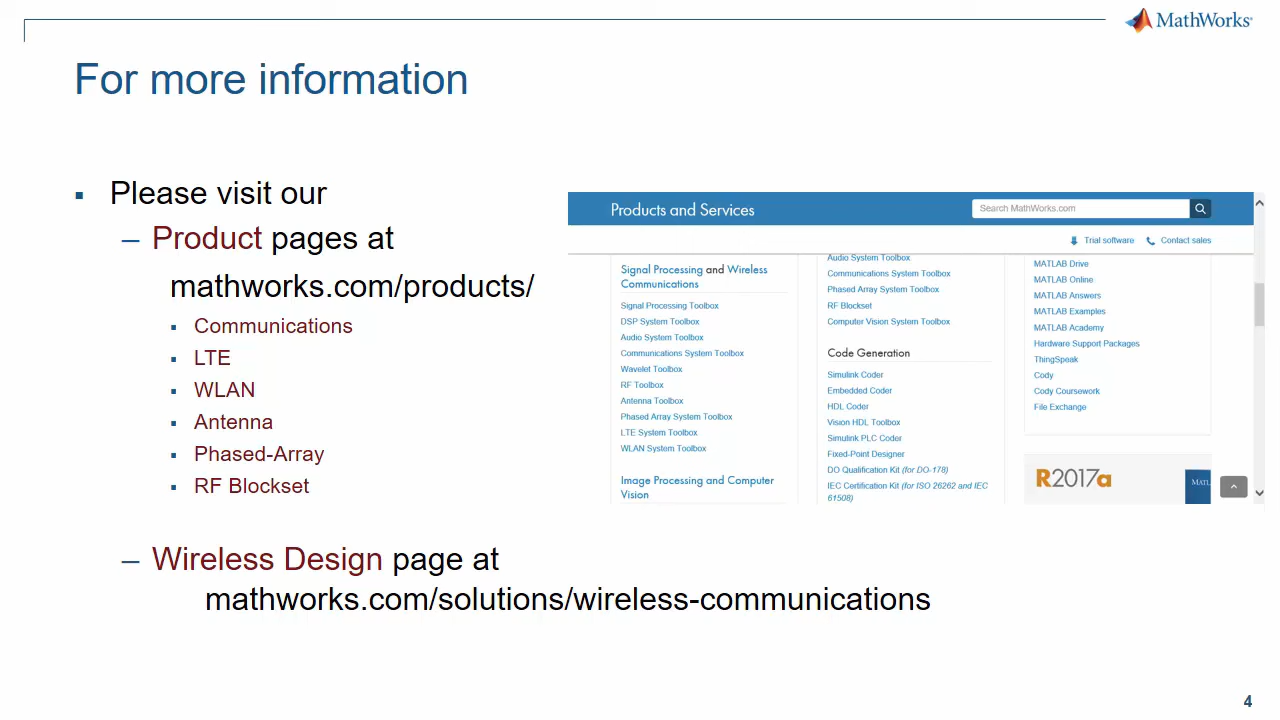 MathWorks®
For more information
▪ Please visit our
– Product pages at
mathworks.com/products/
▪ Communications
▪ LTE
▪ WLAN
▪ Antenna
▪ Phased-Array
▪ RF Blockset
– Wireless Design page at
mathworks.com/solutions/wireless-communications
Products and Services
Search MathWorks.com
Trial software
Contact sales
Signal Processing and Wireless
Communications
Signal Processing Toolbox
DSP System Toolbox
Audio System Toolbox
Communications System Toolbox
Wavelet Toolbox
RF Toolbox
Antenna Toolbox
Phased Array System Toolbox
LTE System Toolbox
WLAN System Toolbox
Image Processing and Computer
Vision
Audio System Toolbox
Communications System Toolbox
Phased Array System Toolbox
RF Blockset
Computer Vision System Toolbox
Code Generation
Simulink Coder
Embedded Coder
HDL Coder
Vision HDL Toolbox
Simulink PLC Coder
Fixed-Point Designer
DO Qualification Kit (for DO-178)
IEC Certification Kit (for ISO 26262 and IEC
61508)
MATLAB Drive
MATLAB Online
MATLAB Answers
MATLAB Examples
MATLAB Academy
Hardware Support Packages
ThingSpeak
Cody
Cody Coursework
File Exchange
R2017a
4